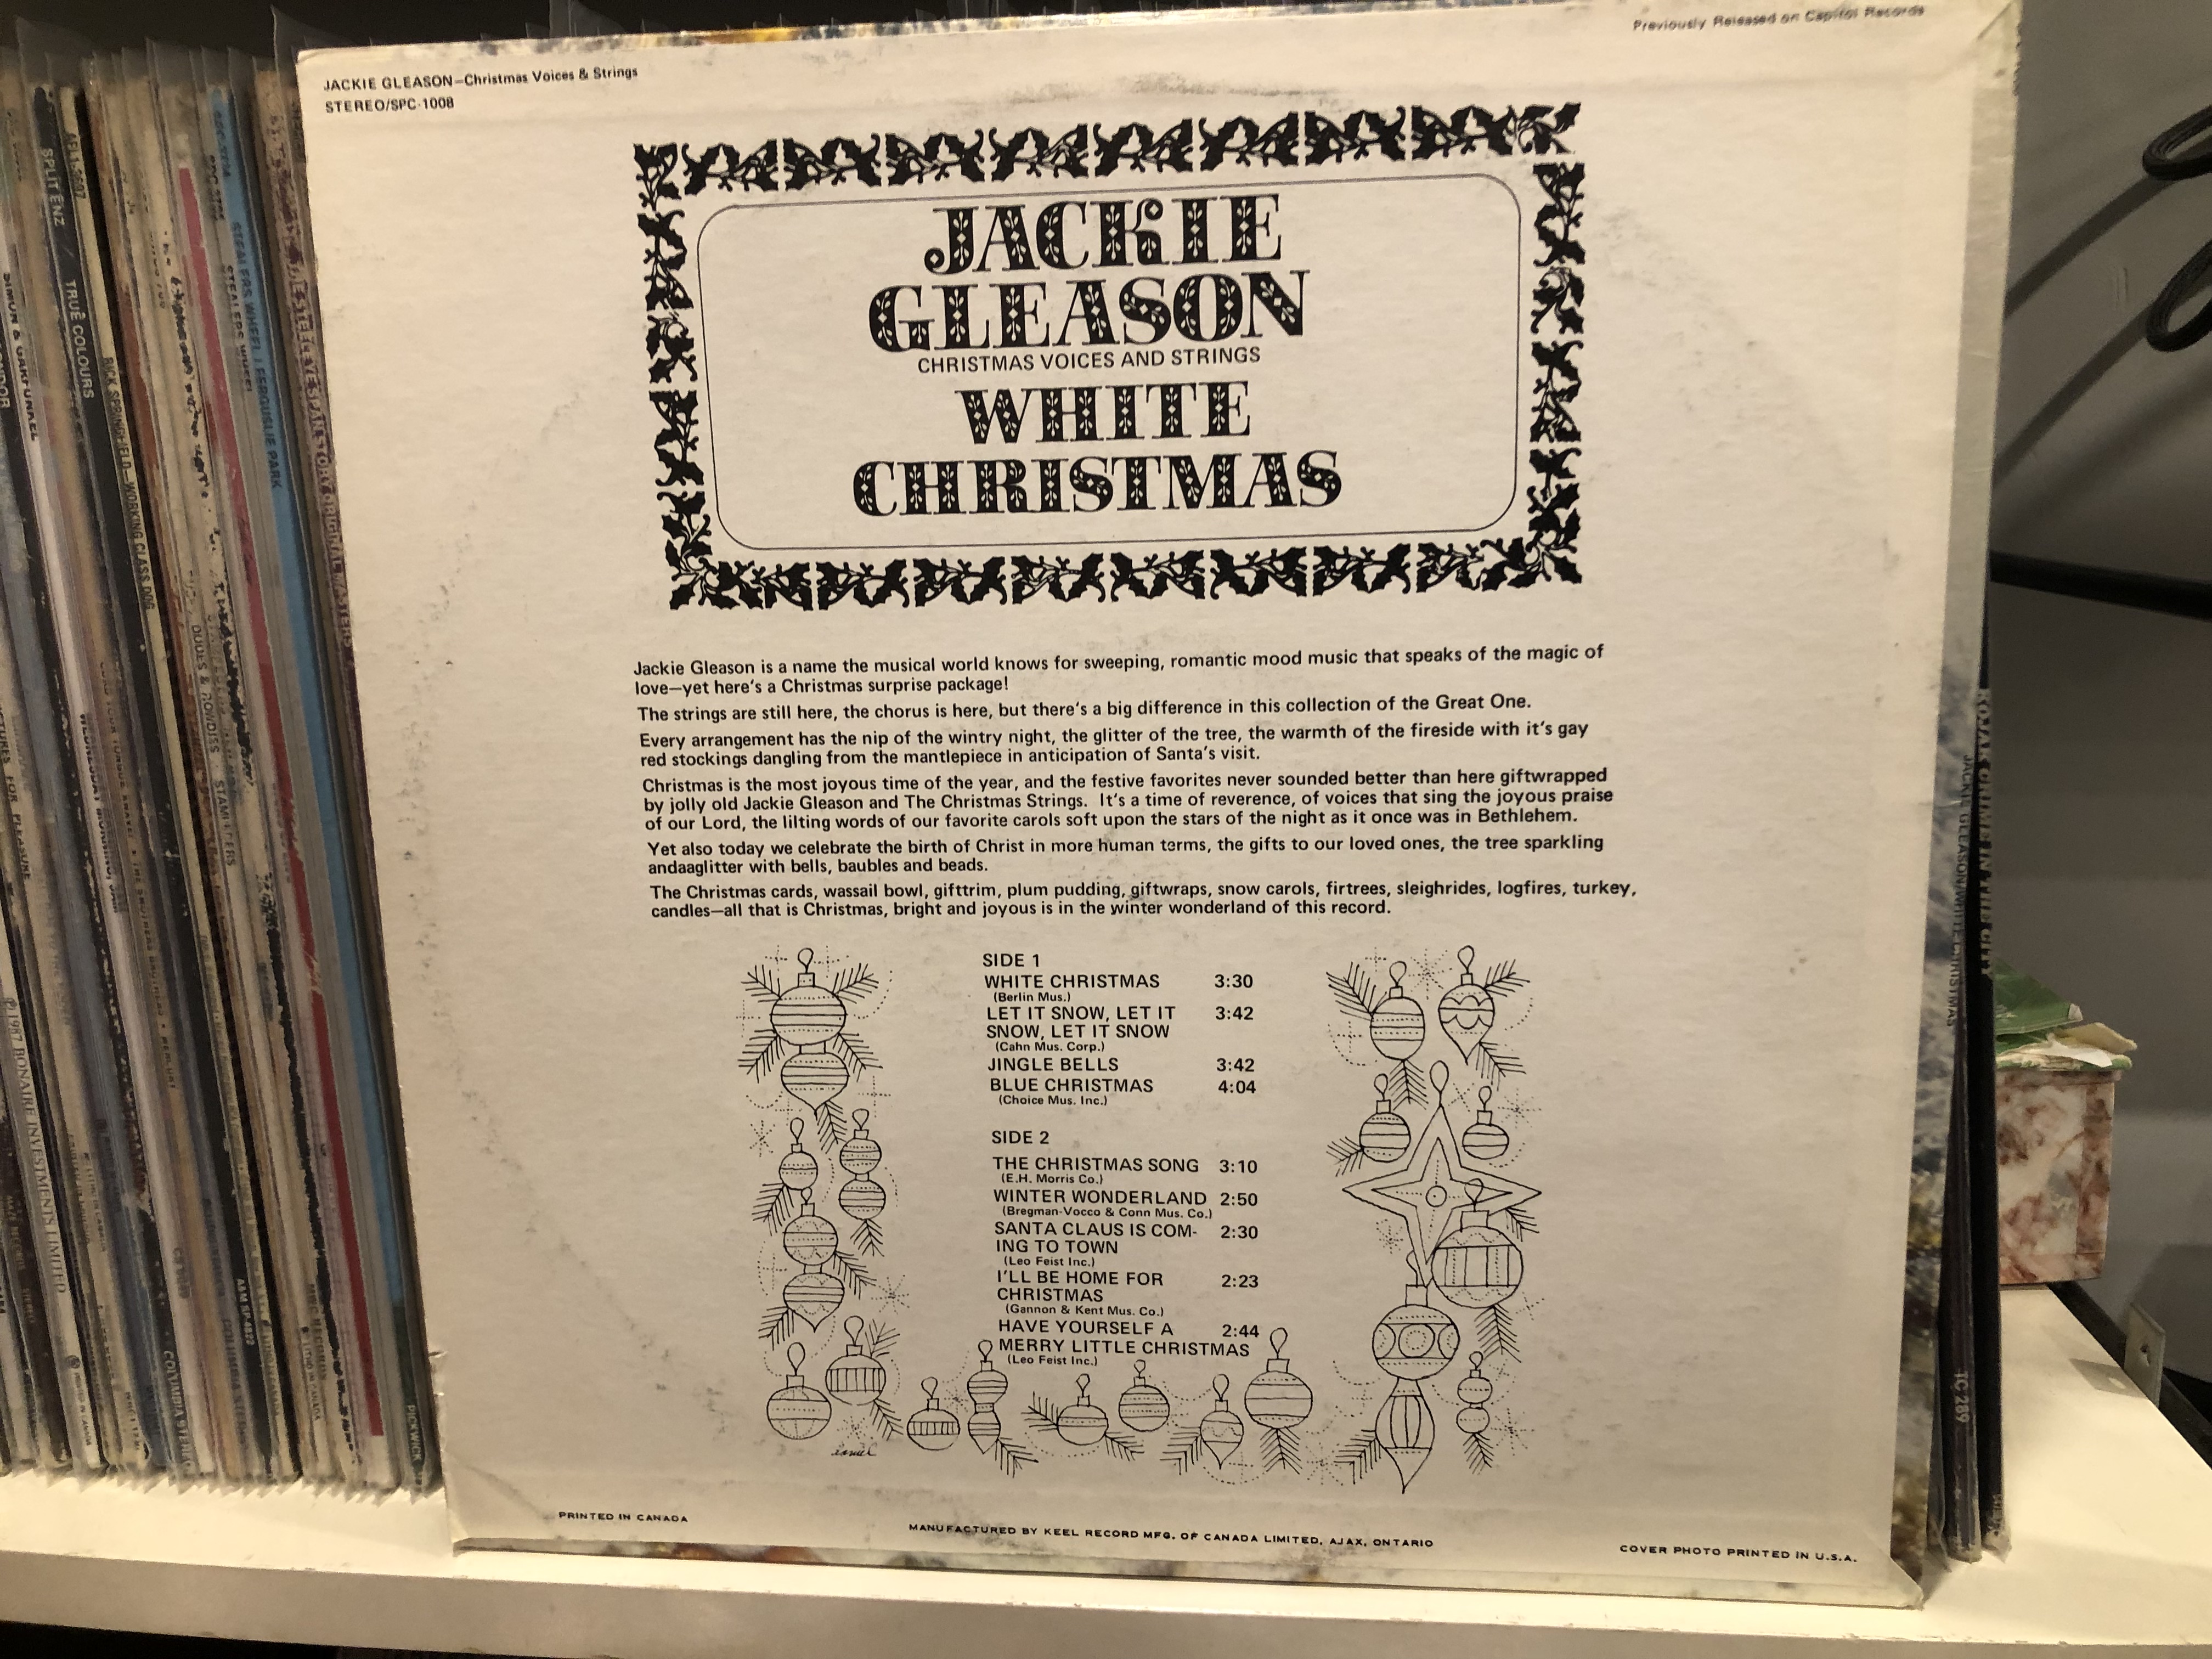 Previously Released on Capitol Records
JACKIE GLEASON—Christmas Voices & Strings
STEREO/SPC-1008
JACKIE
GLEASON
CHRISTMAS VOICES AND STRINGS
WHITE
CHRISTMAS
Jackie Gleason is a name the musical world knows for sweeping, romantic mood music that speaks of the magic of
love—yet here's a Christmas surprise package!
The strings are still here, the chorus is here, but there's a big difference in this collection of the Great One.
Every arrangement has the nip of the wintry night, the glitter of the tree, the warmth of the fireside with it's gay
red stockings dangling from the mantlepiece in anticipation of Santa's visit.
Christmas is the most joyous time of the year, and the festive favorites never sounded better than here giftwrapped
by jolly old Jackie Gleason and The Christmas Strings. It's a time of reverence, of voices that sing the joyous praise
of our Lord, the lilting words of our favorite carols soft upon the stars of the night as it once was in Bethlehem.
Yet also today we celebrate the birth of Christ in more human terms, the gifts to our loved ones, the tree sparkling
andaaglitter with bells, baubles and beads.
The Christmas cards, wassail bowl, gifttrim, plum pudding, giftwraps, snow carols, firtrees, sleighrides, logfires, turkey,
candles—all that is Christmas, bright and joyous is in the winter wonderland of this record.
SIDE 1
WHITE CHRISTMAS 3:30
(Berlin Mus.)
LET IT SNOW, LET IT 3:42
SNOW, LET IT SNOW
(Cahn Mus. Corp.)
JINGLE BELLS 3:42
BLUE CHRISTMAS 4:04
(Choice Mus. Inc.)
SIDE 2
THE CHRISTMAS SONG 3:10
(E.H. Morris Co.)
WINTER WONDERLAND 2:50
(Bregman-Vocco & Conn Mus. Co.)
SANTA CLAUS IS COM- 2:30
ING TO TOWN
(Leo Feist Inc.)
I'LL BE HOME FOR 2:23
CHRISTMAS
(Gannon & Kent Mus. Co.)
HAVE YOURSELF A 2:44
MERRY LITTLE CHRISTMAS
(Leo Feist Inc.)
PRINTED IN CANADA
MANUFACTURED BY KEEL RECORD MFG. OF CANADA LIMITED, AJAX, ONTARIO
COVER PHOTO PRINTED IN U.S.A.
SPLIT ENZ / TRUE COLOURS
RICK SPRINGFIELD—WORKING CLASS DOG
STEALERS WHEEL / FERGUSLIE PARK
STEALERS WHEEL
DUDES & ROWDIES
STAMPEDERS
© 1987 BONAIRE INVESTMENTS LIMITED
COLUMBIA
PICKWICK
JACKIE GLEASON/WHITE CHRISTMAS
TC 289